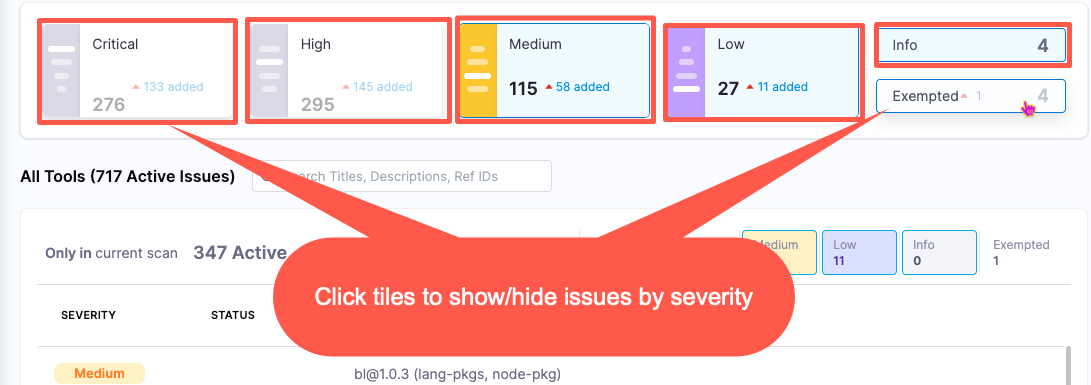 Critical
133 added
276
High
145 added
295
Medium
115 58 added
Low
27 11 added
Info 4
Exempted 1 4
All Tools (717 Active Issues)
Search Titles, Descriptions, Ref IDs
Only in current scan 347 Active
Medium
Low
11
Info
0
Exempted
1
Click tiles to show/hide issues by severity
SEVERITY STATUS
Medium bl@1.0.3 (lang-pkgs, node-pkg)